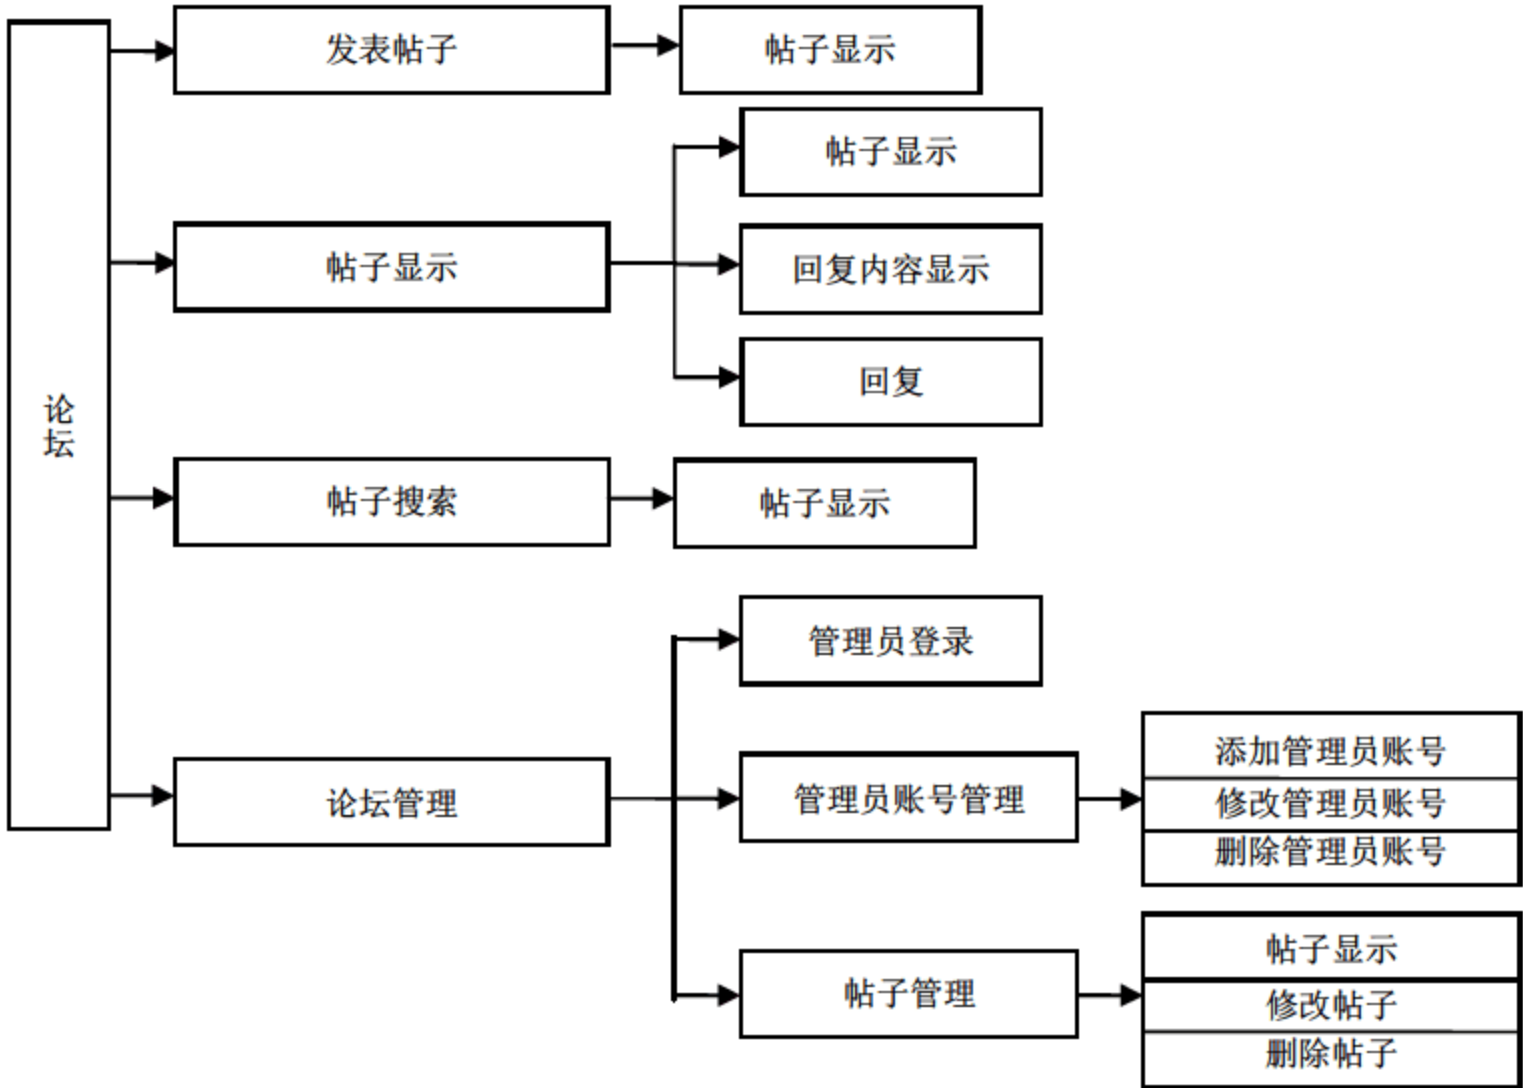 论
坛
发表帖子
帖子显示
帖子显示
帖子显示
回复内容显示
回复
帖子搜索
帖子显示
论坛管理
管理员登录
管理员账号管理
添加管理员账号
修改管理员账号
删除管理员账号
帖子管理
帖子显示
修改帖子
删除帖子